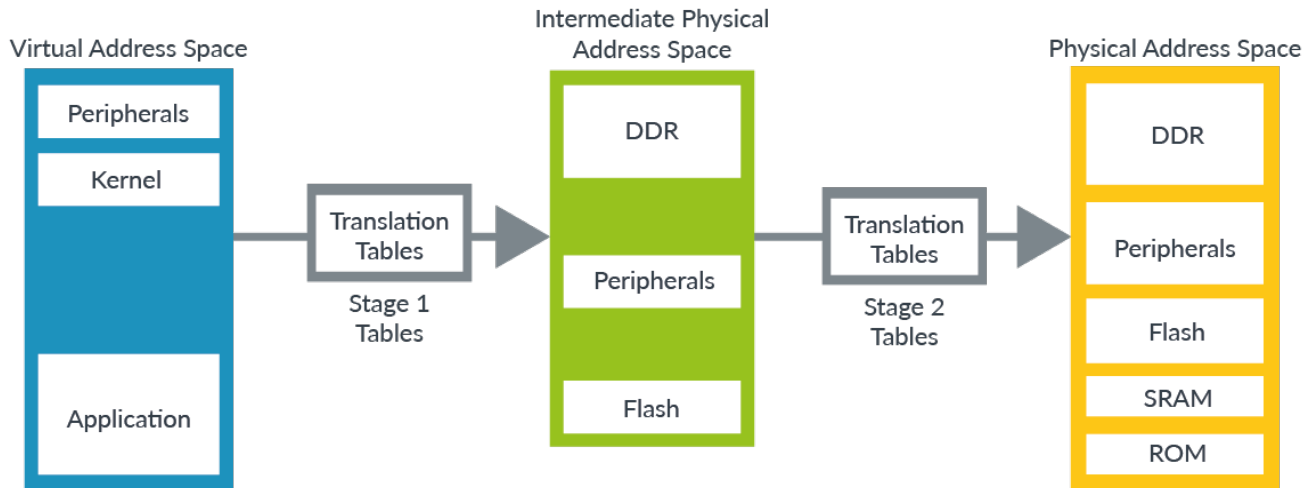 Virtual Address Space
Peripherals
Kernel
Application
Translation
Tables
Stage 1
Tables
Intermediate Physical
Address Space
DDR
Peripherals
Flash
Translation
Tables
Stage 2
Tables
Physical Address Space
DDR
Peripherals
Flash
SRAM
ROM